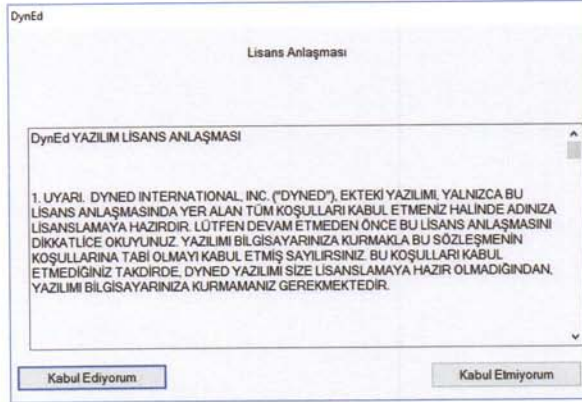 DynEd
Lisans Anlaşması
DynEd YAZILIM LİSANS ANLAŞMASI
1. UYARI. DYNED INTERNATIONAL, INC. ("DYNED"), EKTEKİ YAZILIMI, YALNIZCA BU
LİSANS ANLAŞMASINDA YER ALAN TÜM KOŞULLARI KABUL ETMENİZ HALİNDE ADINIZA
LİSANSLAMAYA HAZIRDIR. LÜTFEN DEVAM ETMEDEN ÖNCE BU LİSANS ANLAŞMASINI
DİKKATLİCE OKUYUNUZ. YAZILIMI BİLGİSAYARINIZA KURMAKLA BU SÖZLEŞMENİN
KOŞULLARINA TABİ OLMAYI KABUL ETMİŞ SAYILIRSINIZ. BU KOŞULLARI KABUL
ETMEDİĞİNİZ TAKDİRDE, DYNED YAZILIMI SİZE LİSANSLAMAYA HAZIR OLMADIĞINDAN,
YAZILIMI BİLGİSAYARINIZA KURMAMANIZ GEREKMEKTEDİR.
Kabul Ediyorum
Kabul Etmiyorum